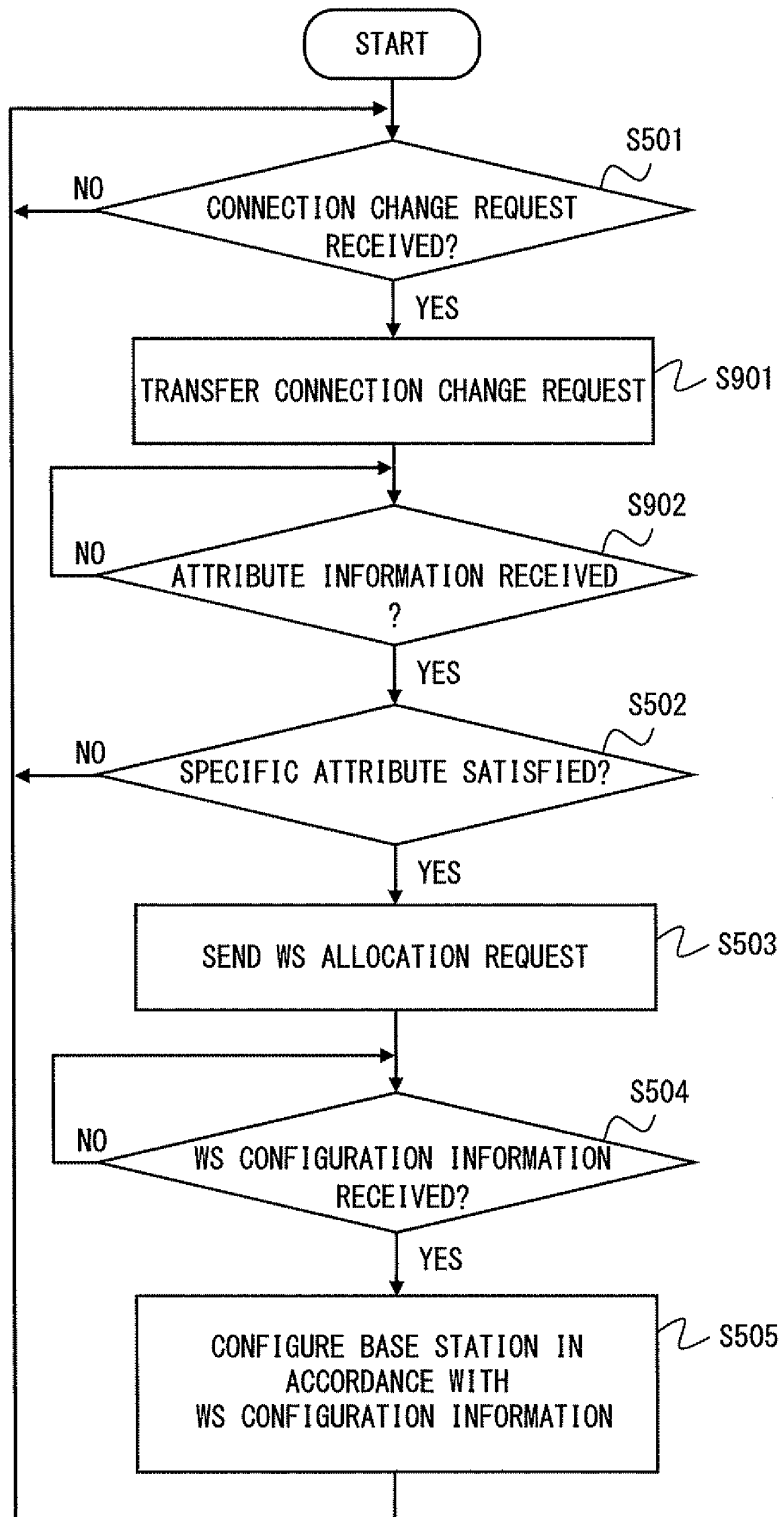 START
S501
NO
CONNECTION CHANGE REQUEST
RECEIVED?
YES
TRANSFER CONNECTION CHANGE REQUEST
S901
S902
NO
ATTRIBUTE INFORMATION RECEIVED
?
YES
S502
NO
SPECIFIC ATTRIBUTE SATISFIED?
YES
SEND WS ALLOCATION REQUEST
S503
S504
NO
WS CONFIGURATION INFORMATION
RECEIVED?
YES
S505
CONFIGURE BASE STATION IN
ACCORDANCE WITH
WS CONFIGURATION INFORMATION